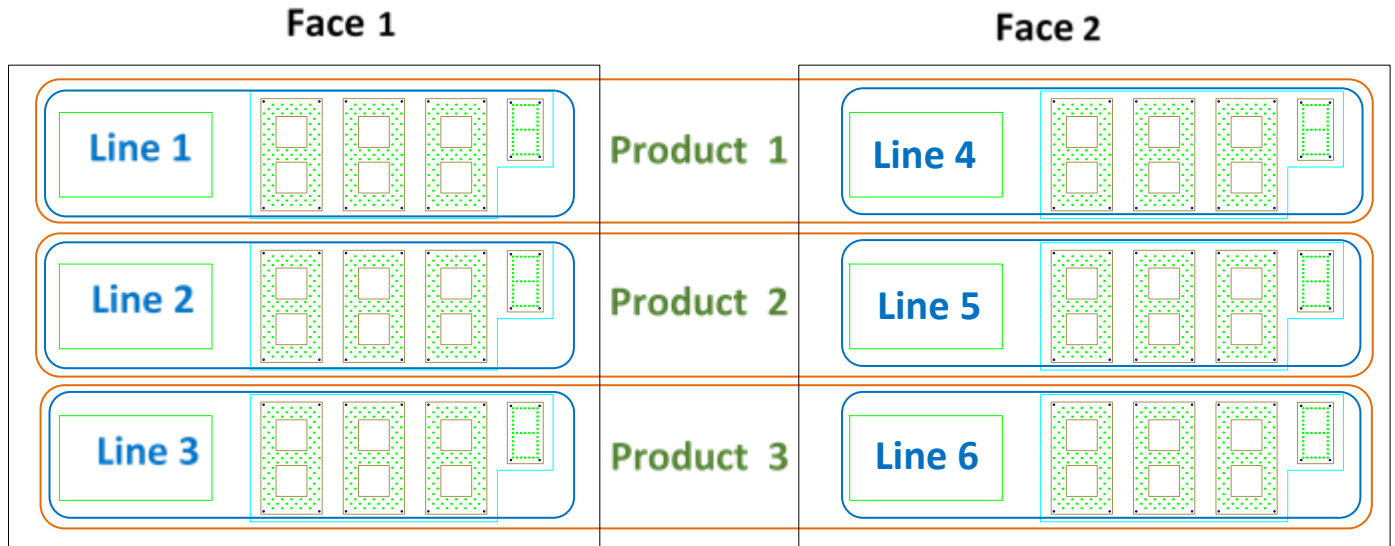 Face 1
Face 2
Line 1
Product 1
Line 4
Line 2
Product 2
Line 5
Line 3
Product 3
Line 6